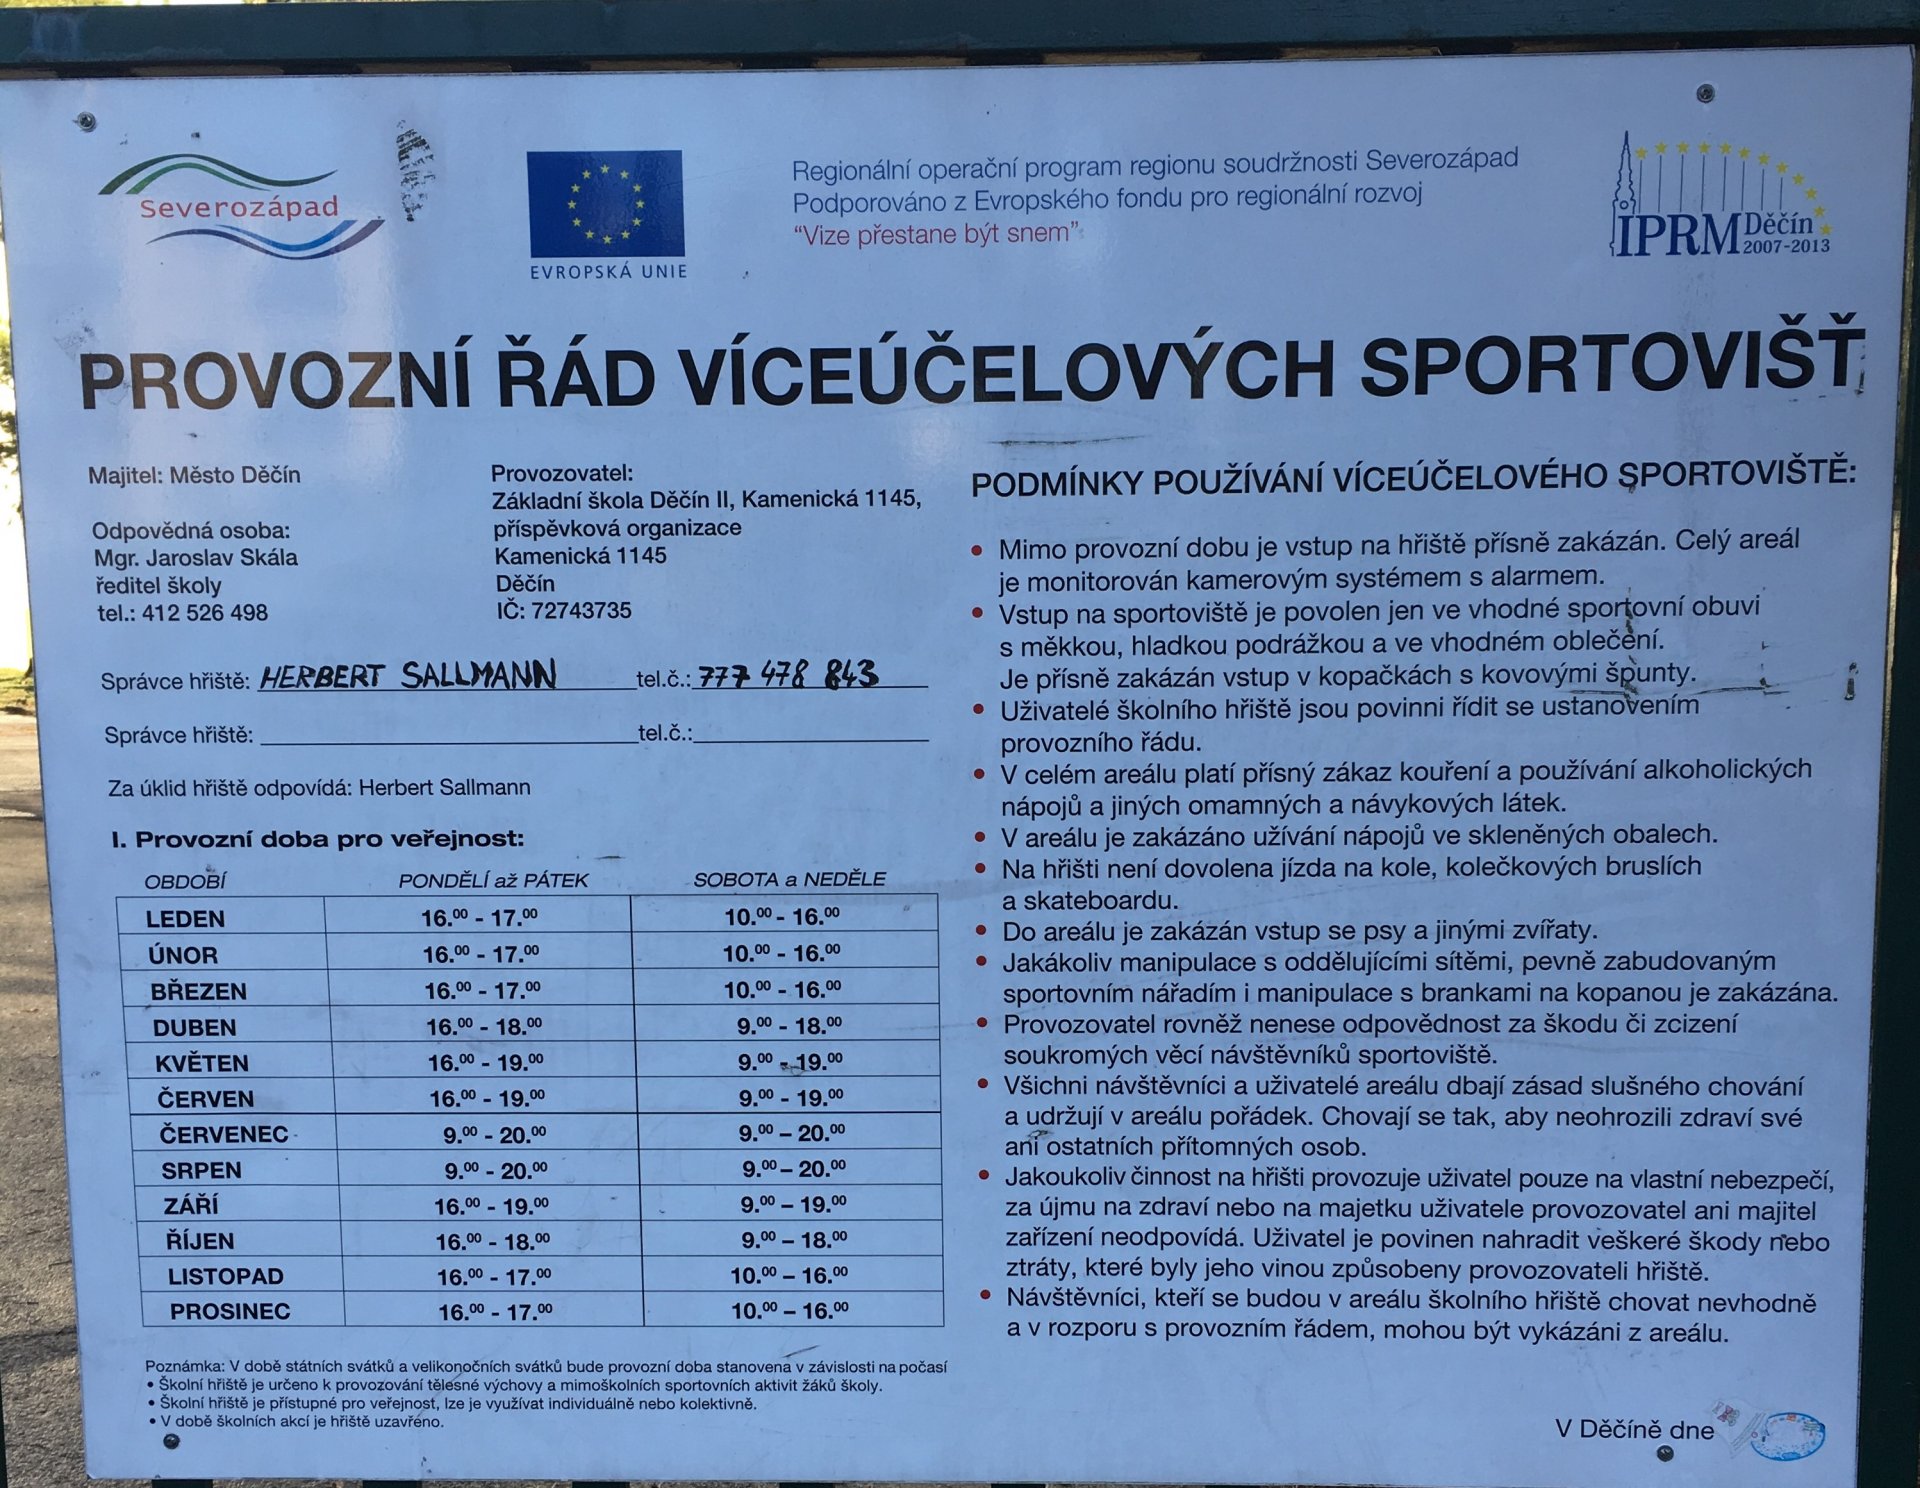 Severozápad
EVROPSKÁ UNIE
Regionální operační program regionu soudržnosti Severozápad
Podporováno z Evropského fondu pro regionální rozvoj
“Vize přestane být snem”
IPRM Děčín
2007-2013
PROVOZNÍ ŘÁD VÍCEÚČELOVÝCH SPORTOVIŠŤ
Majitel: Město Děčín
Odpovědná osoba:
Mgr. Jaroslav Skála
ředitel školy
tel.: 412 526 498
Provozovatel:
Základní škola Děčín II, Kamenická 1145,
příspěvková organizace
Kamenická 1145
Děčín
IČ: 72743735
Správce hřiště: HERBERT SALLMANN tel.č.: 777 478 843
Správce hřiště: tel.č.:
Za úklid hřiště odpovídá: Herbert Sallmann
I. Provozní doba pro veřejnost:
OBDOBÍ PONDĚLÍ až PÁTEK SOBOTA a NEDĚLE
LEDEN 16.00 - 17.00 10.00 - 16.00
ÚNOR 16.00 - 17.00 10.00 - 16.00
BŘEZEN 16.00 - 17.00 10.00 - 16.00
DUBEN 16.00 - 18.00 9.00 - 18.00
KVĚTEN 16.00 - 19.00 9.00 - 19.00
ČERVEN 16.00 - 19.00 9.00 - 19.00
ČERVENEC 9.00 - 20.00 9.00 – 20.00
SRPEN 9.00 - 20.00 9.00 – 20.00
ZÁŘÍ 16.00 - 19.00 9.00 – 19.00
ŘÍJEN 16.00 - 18.00 9.00 – 18.00
LISTOPAD 16.00 - 17.00 10.00 – 16.00
PROSINEC 16.00 - 17.00 10.00 – 16.00
Poznámka: V době státních svátků a velikonočních svátků bude provozní doba stanovena v závislosti na počasí
• Školní hřiště je určeno k provozování tělesné výchovy a mimoškolních sportovních aktivit žáků školy.
• Školní hřiště je přístupné pro veřejnost, lze je využívat individuálně nebo kolektivně.
• V době školních akcí je hřiště uzavřeno.
PODMÍNKY POUŽÍVÁNÍ VÍCEÚČELOVÉHO SPORTOVIŠTĚ:
• Mimo provozní dobu je vstup na hřiště přísně zakázán. Celý areál
je monitorován kamerovým systémem s alarmem.
• Vstup na sportoviště je povolen jen ve vhodné sportovní obuvi
s měkkou, hladkou podrážkou a ve vhodném oblečení.
Je přísně zakázán vstup v kopačkách s kovovými špunty.
• Uživatelé školního hřiště jsou povinni řídit se ustanovením
provozního řádu.
• V celém areálu platí přísný zákaz kouření a používání alkoholických
nápojů a jiných omamných a návykových látek.
• V areálu je zakázáno užívání nápojů ve skleněných obalech.
• Na hřišti není dovolena jízda na kole, kolečkových bruslích
a skateboardu.
• Do areálu je zakázán vstup se psy a jinými zvířaty.
• Jakákoliv manipulace s oddělujícími sítěmi, pevně zabudovaným
sportovním nářadím i manipulace s brankami na kopanou je zakázána.
• Provozovatel rovněž nenese odpovědnost za škodu či zcizení
soukromých věcí návštěvníků sportoviště.
• Všichni návštěvníci a uživatelé areálu dbají zásad slušného chování
a udržují v areálu pořádek. Chovají se tak, aby neohrozili zdraví své
ani ostatních přítomných osob.
• Jakoukoliv činnost na hřišti provozuje uživatel pouze na vlastní nebezpečí,
za újmu na zdraví nebo na majetku uživatele provozovatel ani majitel
zařízení neodpovídá. Uživatel je povinen nahradit veškeré škody nebo
ztráty, které byly jeho vinou způsobeny provozovateli hřiště.
• Návštěvníci, kteří se budou v areálu školního hřiště chovat nevhodně
a v rozporu s provozním řádem, mohou být vykázáni z areálu.
V Děčíně dne